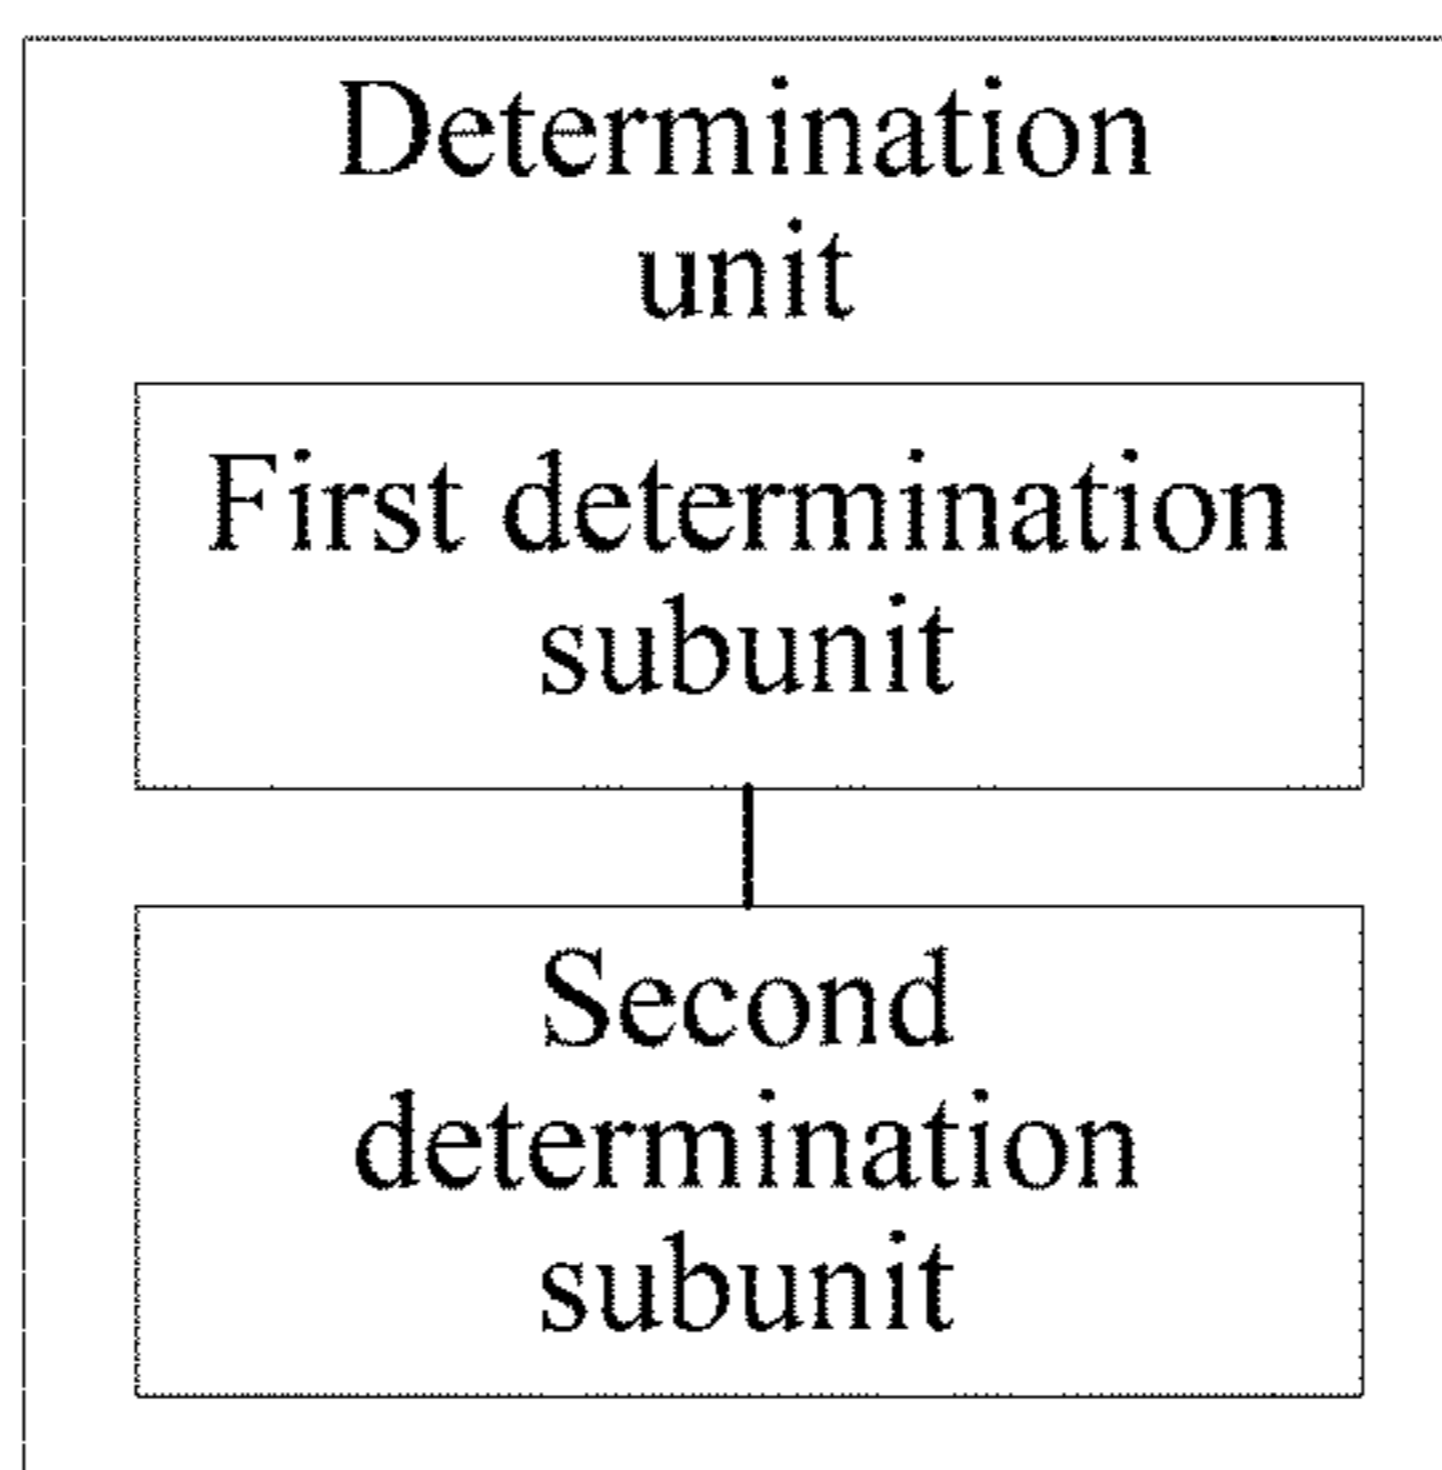 Determination
unit
First determination
subunit
Second
determination
subunit